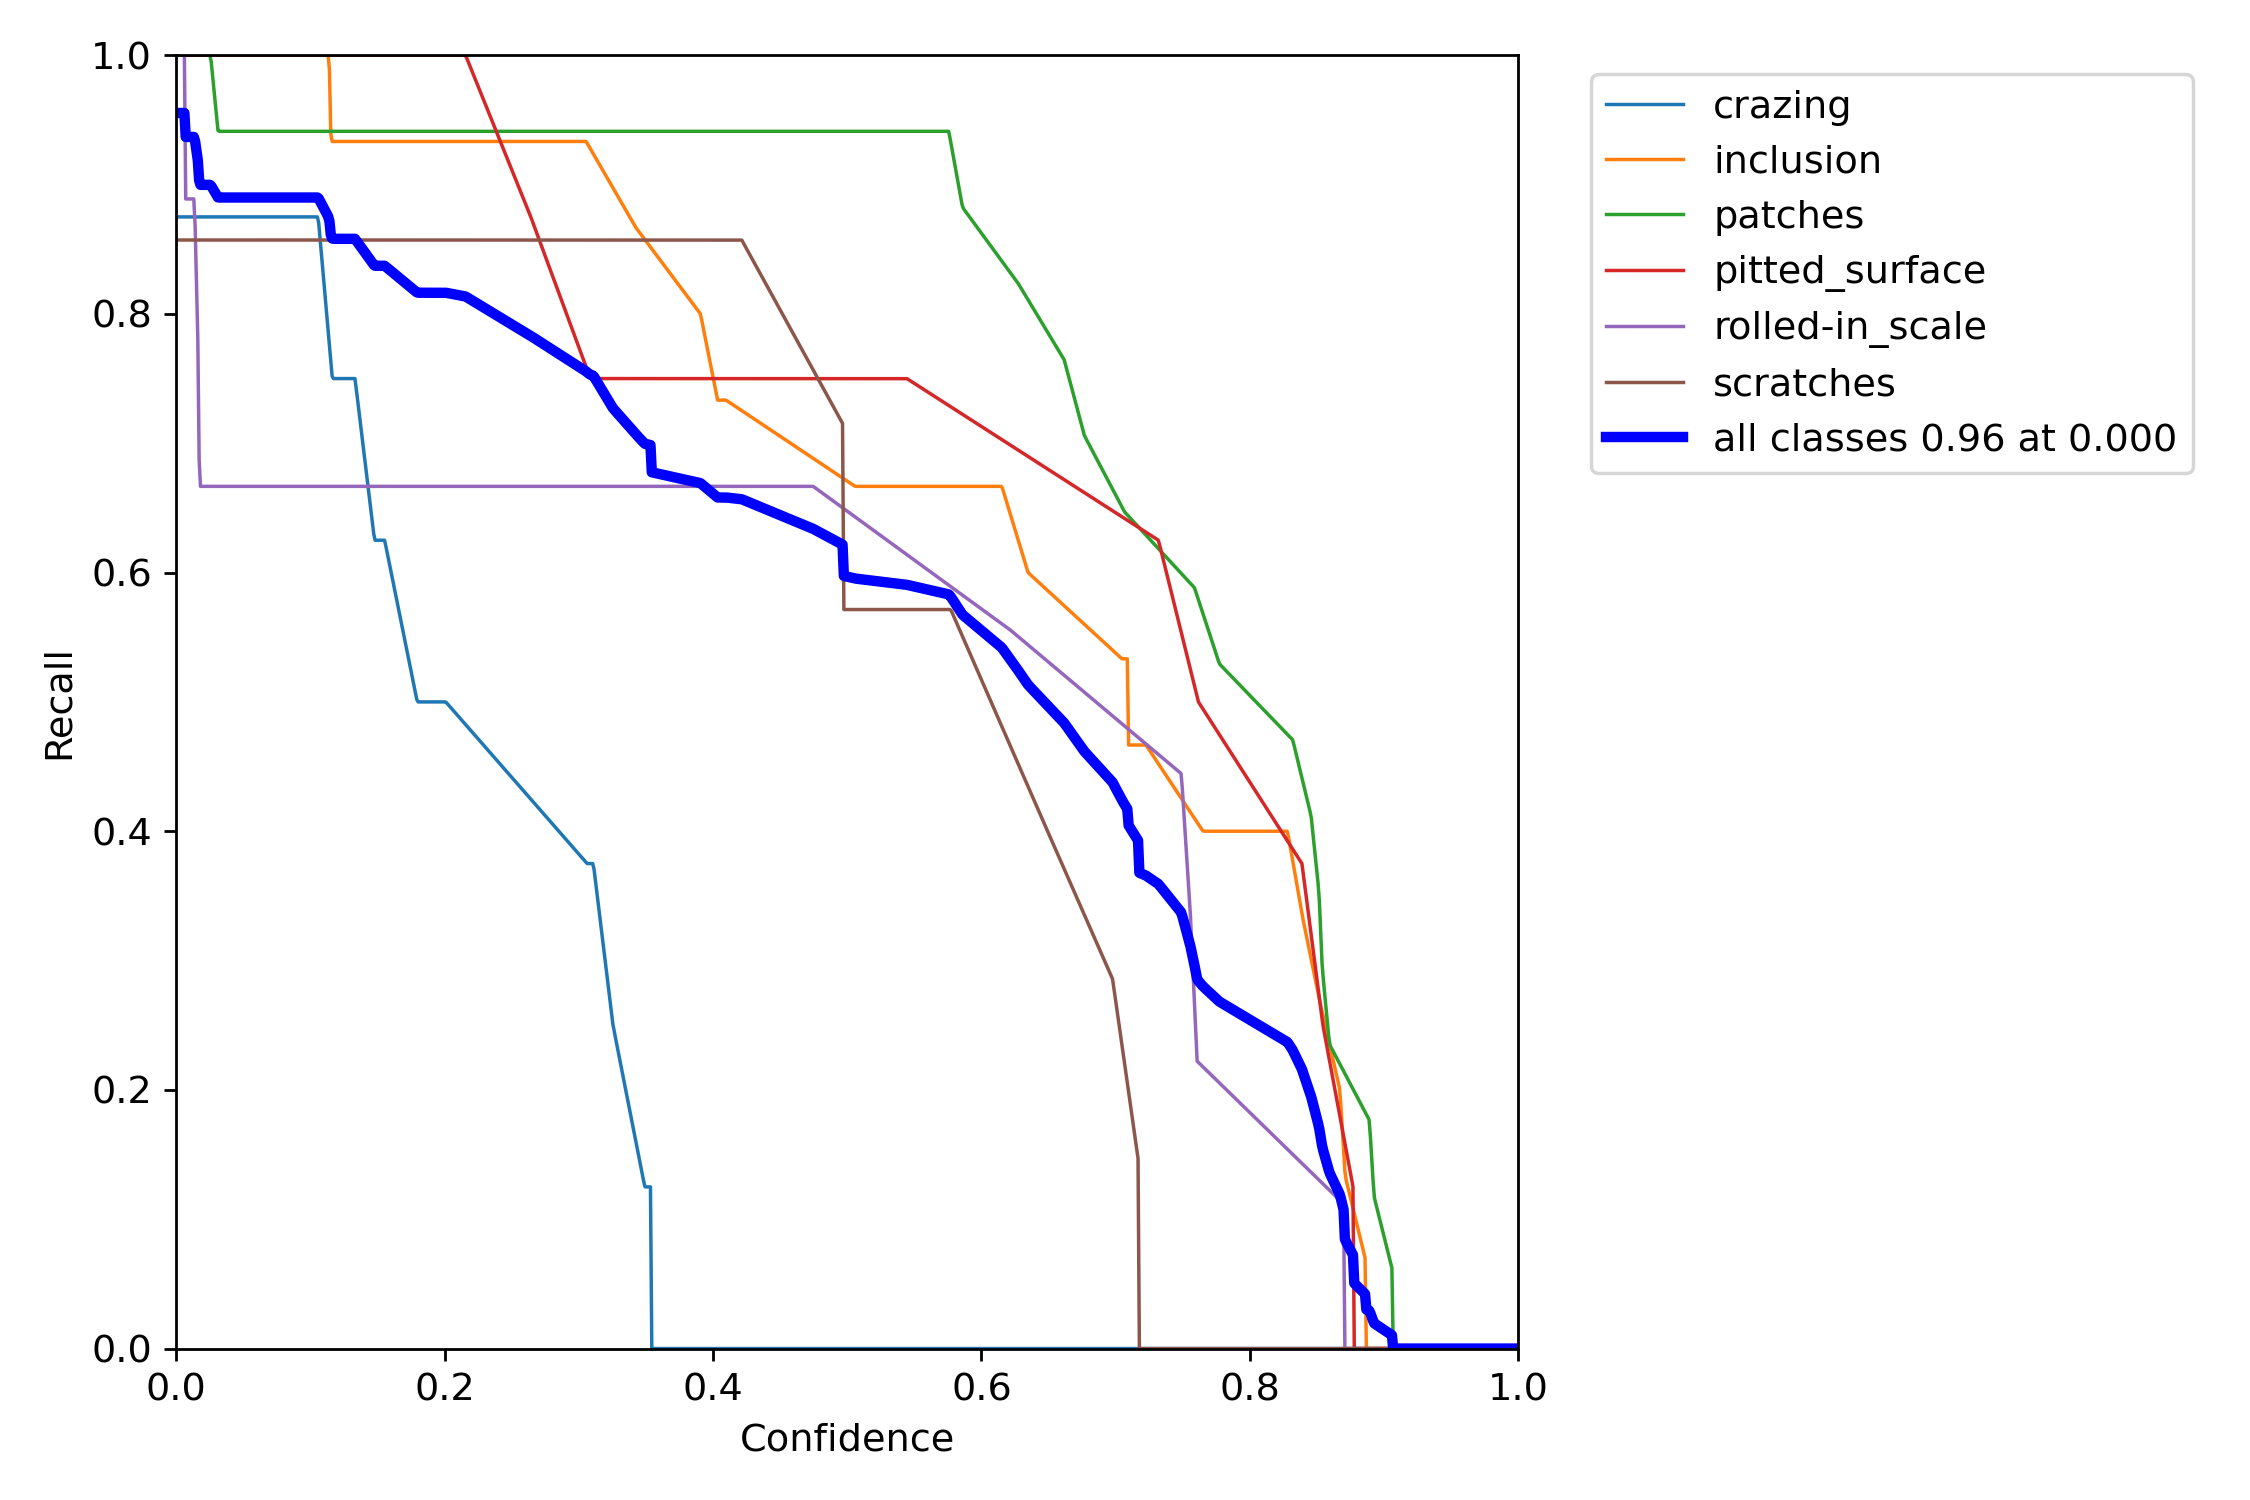 1.0
0.8
0.6
0.4
0.2
0.0
Recall
0.0 0.2 0.4 0.6 0.8 1.0
Confidence
crazing
inclusion
patches
pitted_surface
rolled-in_scale
scratches
all classes 0.96 at 0.000